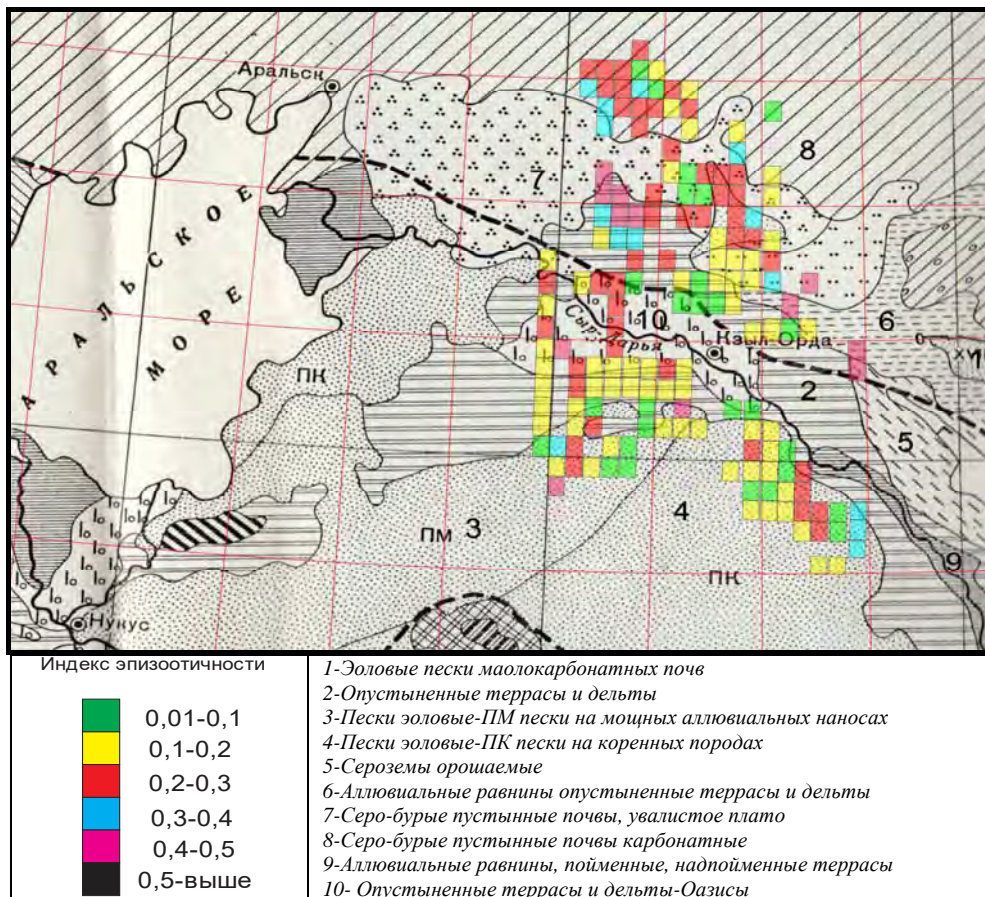 Аральск
8
7
АРАЛЬСКОЕ
МОРЕ
Сыр-Дарья
10
Кзыл-Орда
6
1
ПК
2
5
ПМ 3
4
ПК
9
Нукус
Индекс эпизоотичности
0,01-0,1
0,1-0,2
0,2-0,3
0,3-0,4
0,4-0,5
0,5-выше
1-Эоловые пески маолокарбонатных почв
2-Опустыненные террасы и дельты
3-Пески эоловые-ПМ пески на мощных аллювиальных наносах
4-Пески эоловые-ПК пески на коренных породах
5-Сероземы орошаемые
6-Аллювиальные равнины опустыненные террасы и дельты
7-Серо-бурые пустынные почвы, увалистое плато
8-Серо-бурые пустынные почвы карбонатные
9-Аллювиальные равнины, пойменные, надпойменные террасы
10- Опустыненные террасы и дельты-Оазисы